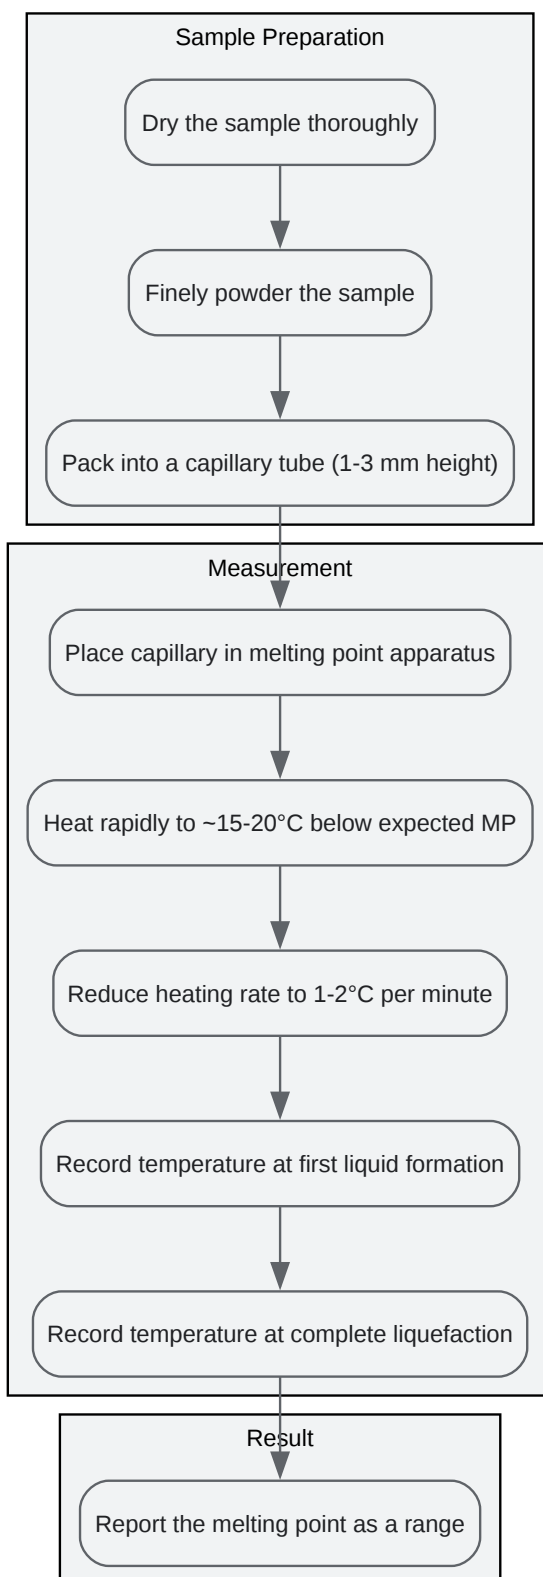 Sample Preparation
Dry the sample thoroughly
Finely powder the sample
Pack into a capillary tube (1-3 mm height)
Measurement
Place capillary in melting point apparatus
Heat rapidly to ~15-20°C below expected MP
Reduce heating rate to 1-2°C per minute
Record temperature at first liquid formation
Record temperature at complete liquefaction
Result
Report the melting point as a range